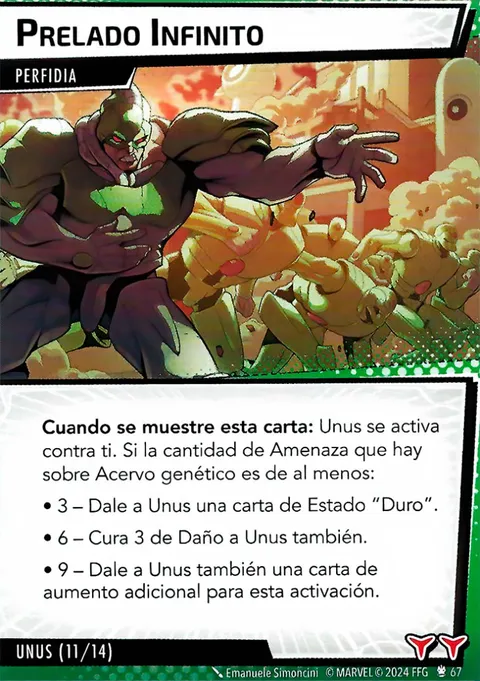 PRELADO INFINITO
PERFIDIA
Cuando se muestre esta carta: Unus se activa
contra ti. Si la cantidad de Amenaza que hay
sobre Acervo genético es de al menos:
• 3 – Dale a Unus una carta de Estado “Duro”.
• 6 – Cura 3 de Daño a Unus también.
• 9 – Dale a Unus también una carta de
aumento adicional para esta activación.
UNUS (11/14)
Emanuele Simoncini © MARVEL © 2024 FFG 67